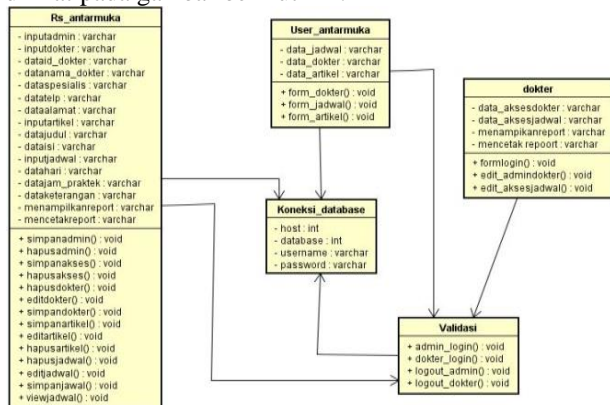 Rs_antarmuka
- inputadmin : varchar
- inputdokter : varchar
- dataid_dokter : varchar
- datanama_dokter : varchar
- dataspesialis : varchar
- datatelp : varchar
- dataalamat : varchar
- inputartikel : varchar
- datajudul : varchar
- dataisi : varchar
- inputjadwal : varchar
- datahari : varchar
- datajam_praktek : varchar
- dataketerangan : varchar
- menampilkanreport : varchar
- mencetakreport : varchar
+ simpanadmin() : void
+ hapusadmin() : void
+ simpanakses() : void
+ hapusakses() : void
+ hapusdokter() : void
+ editdokter() : void
+ simpandokter() : void
+ simpanartikel() : void
+ editartikel() : void
+ hapusartikel() : void
+ hapusjadwal() : void
+ editjadwal() : void
+ simpanjawal() : void
+ viewjadwal() : void
User_antarmuka
- data_jadwal : varchar
- data_dokter : varchar
- data_artikel : varchar
+ form_dokter() : void
+ form_jadwal() : void
+ form_artikel() : void
dokter
- data_aksesdokter : varchar
- data_aksesjadwal : varchar
- menampikanreport : varchar
- mencetak repoort : varchar
+ formlogin() : void
+ edit_admindokter() : void
+ edit_aksesjadwal() : void
Koneksi_database
- host : int
- database : int
- username : varchar
- password : varchar
Validasi
+ admin_login() : void
+ dokter_login() : void
+ logout_admin() : void
+ logout_dokter() : void